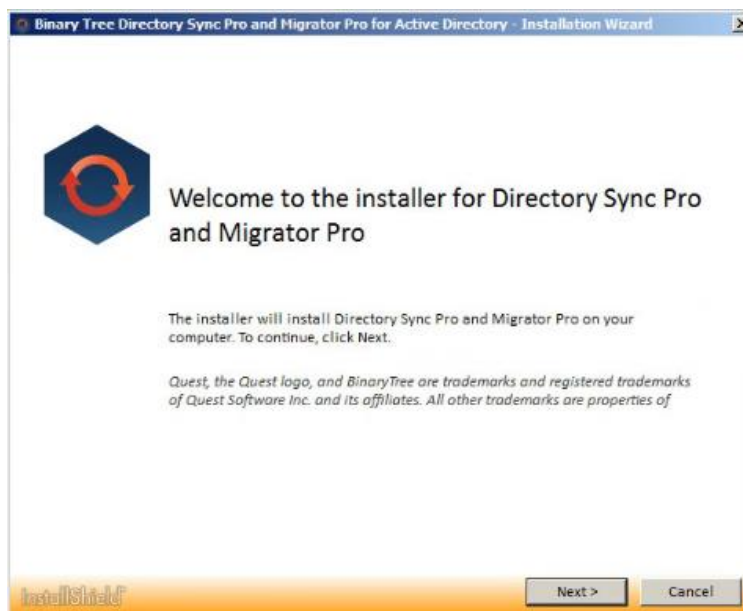 Binary Tree Directory Sync Pro and Migrator Pro for Active Directory - Installation Wizard
Welcome to the installer for Directory Sync Pro
and Migrator Pro
The installer will install Directory Sync Pro and Migrator Pro on your
computer. To continue, click Next.
Quest, the Quest logo, and BinaryTree are trademarks and registered trademarks
of Quest Software Inc. and its affiliates. All other trademarks are properties of
InstallShield
Next >
Cancel